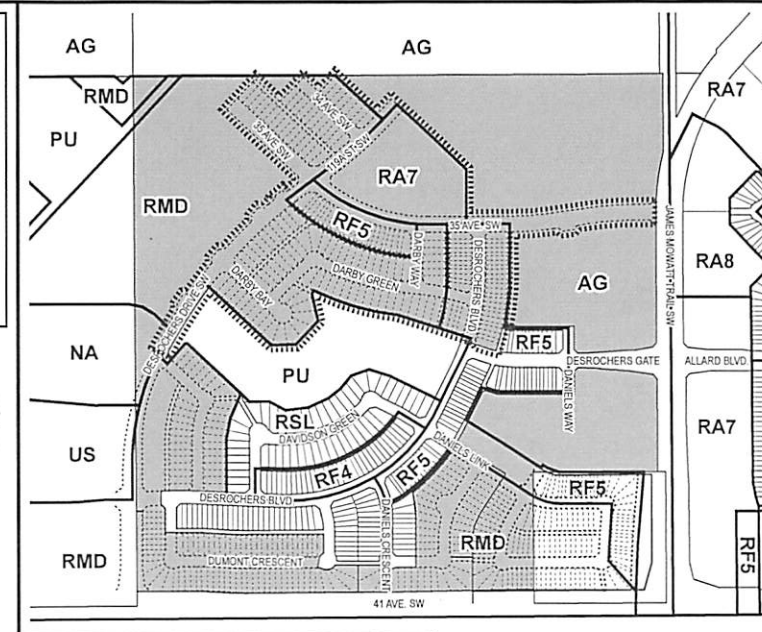 AG
AG
RMD
RA7
PU
34 AVE SW
35 AVE SW
119A ST SW
RA7
RMD
RF5
35 AVE SW
DARBY WAY
DESROCHERS BLVD
JAMES MOWATT TRAIL SW
RA8
DARBY GREEN
DARBY BAY
AG
DESROCHERS DRIVE SW
NA
RF5
DESROCHERS GATE
ALLARD BLVD.
PU
DANIELS WAY
RSL
DAVIDSON GREEN
RA7
US
DANIELS LINK
RF4
RF5
RF5
DESROCHERS BLVD
DANIELS CRESCENT
RMD
RMD
DUMONT CRESCENT
RF5
41 AVE. SW